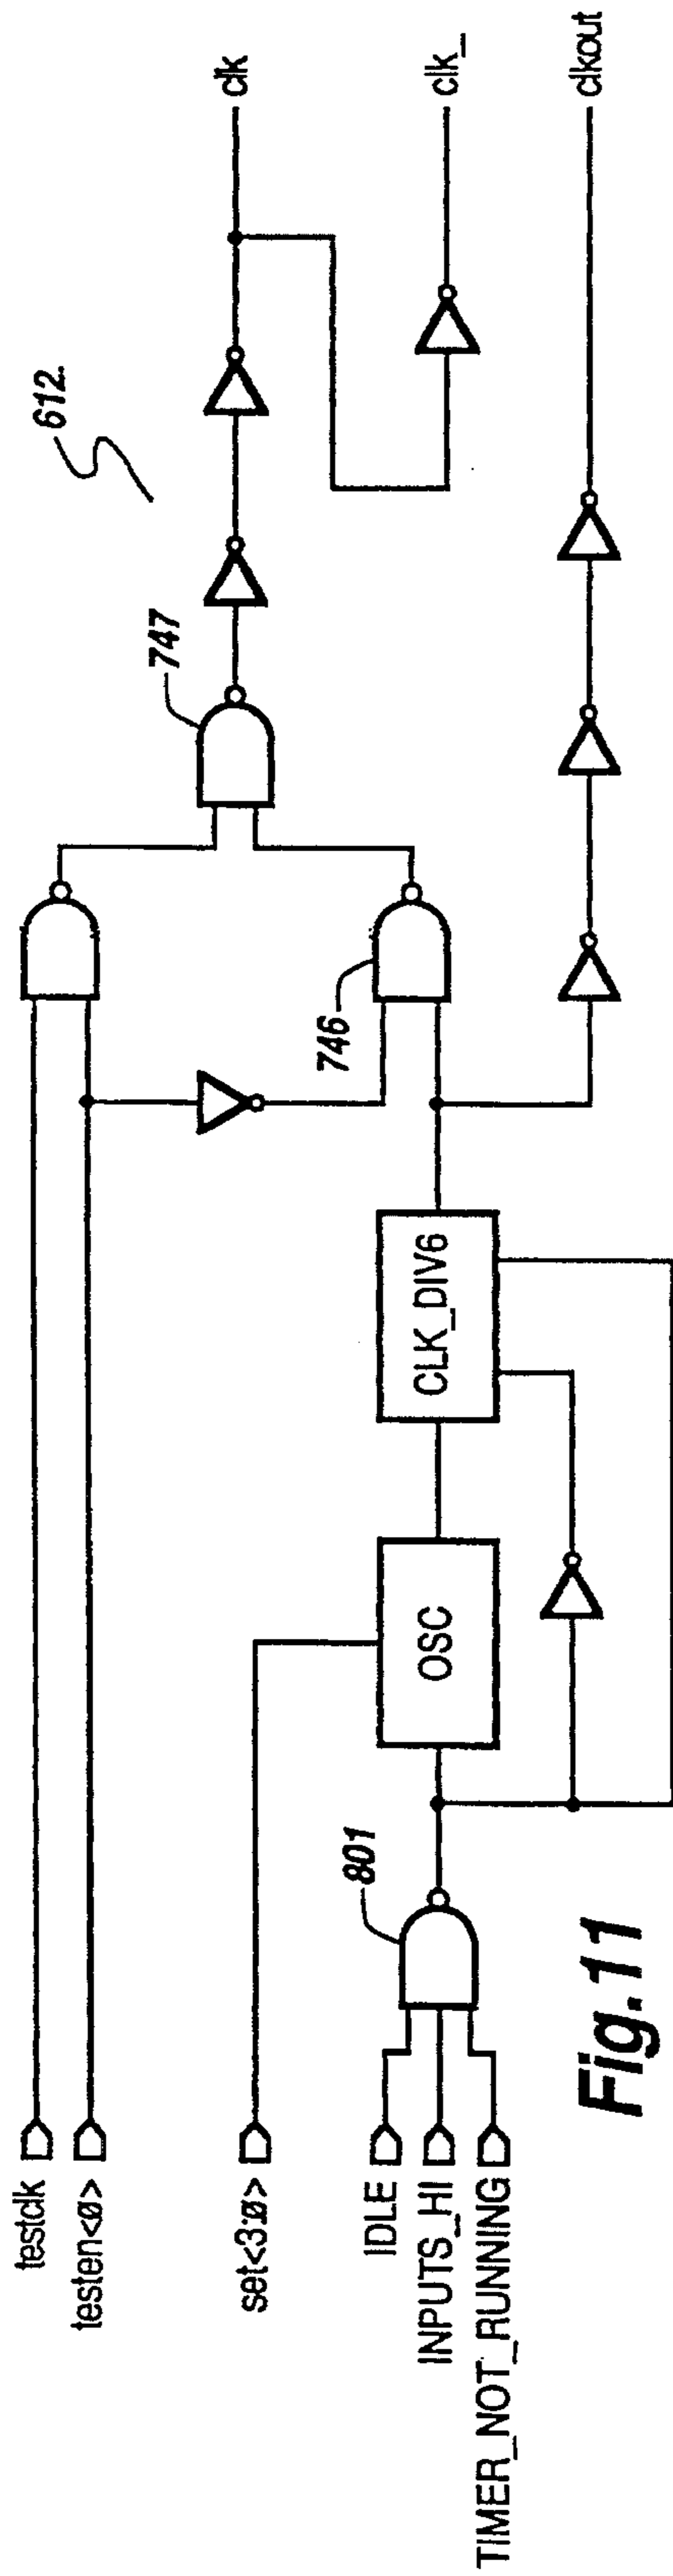 612.
clk
clk_
clkout
747
746
testclk
testen<0>
set<3:0>
CLK_DIV6
OSC
801
IDLE
INPUTS_HI
TIMER_NOT_RUNNING
Fig.11